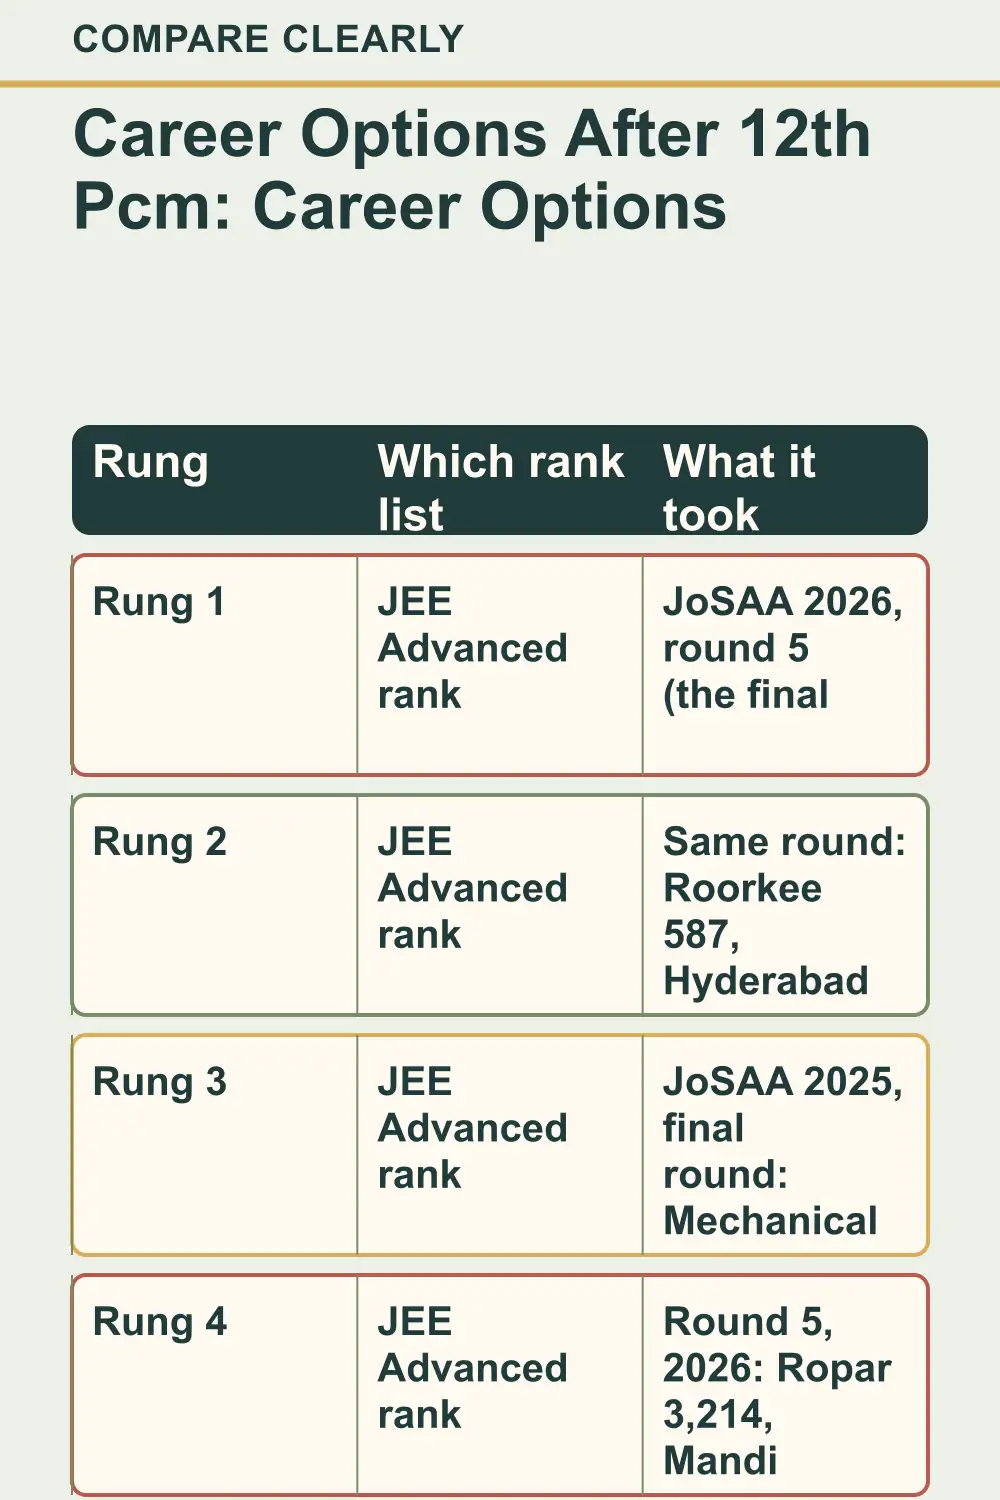 COMPARE CLEARLY
Career Options After 12th
Pcm: Career Options
Rung
Which rank
list
What it
took
Rung 1
JEE
Advanced
rank
JoSAA 2026,
round 5
(the final
Rung 2
JEE
Advanced
rank
Same round:
Roorkee
587,
Hyderabad
Rung 3
JEE
Advanced
rank
JoSAA 2025,
final
round:
Mechanical
Rung 4
JEE
Advanced
rank
Round 5,
2026: Ropar
3,214,
Mandi